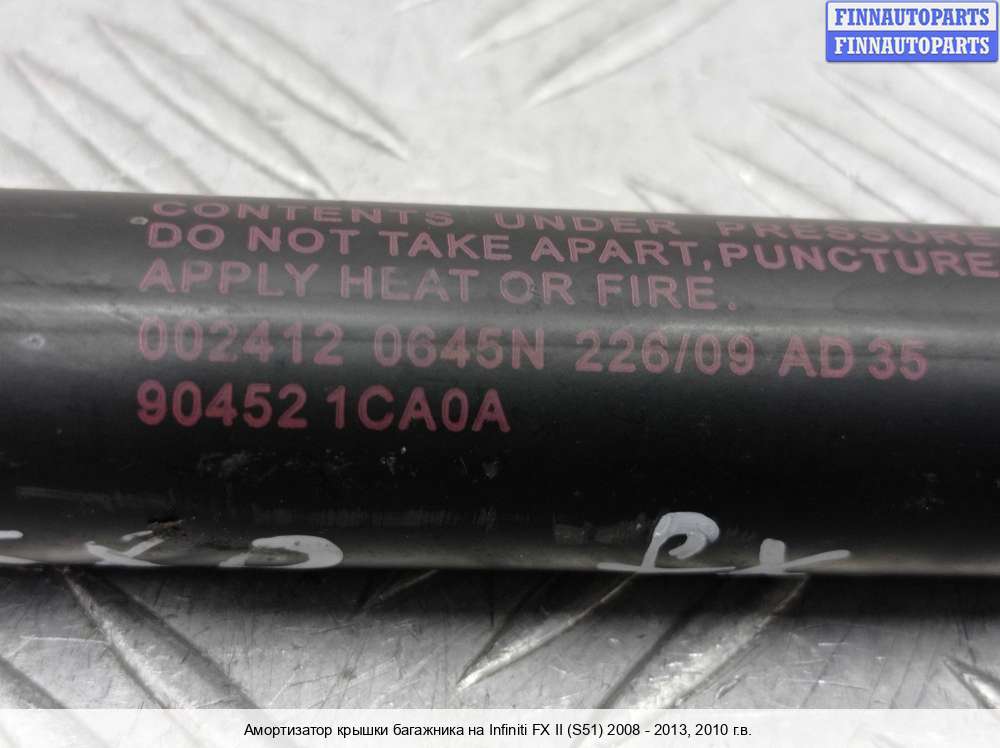 FINNAUTOPARTS
FINNAUTOPARTS
CONTENTS UNDER PRESSURE
DO NOT TAKE APART, PUNCTURE
APPLY HEAT OR FIRE.
002412 0645N 226/09 AD 35
90452 1CA0A
Амортизатор крышки багажника на Infiniti FX II (S51) 2008 - 2013, 2010 г.в.